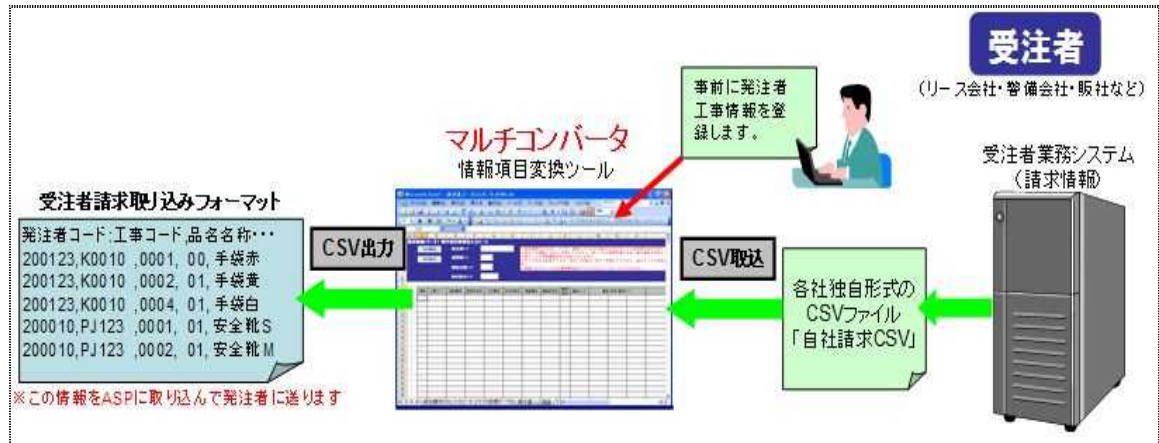 受注者
(リース会社・警備会社・販社など)
事前に発注者
工事情報を登
録します。
マルチコンバータ
情報項目変換ツール
受注者業務システム
(請求情報)
受注者請求取り込みフォーマット
発注者コード:工事コード,品名名称・・・
200123,K0010 ,0001, 00, 手袋赤
200123,K0010 ,0002, 01, 手袋黄
200123,K0010 ,0004, 01, 手袋白
200010,PJ123 ,0001, 01, 安全靴S
200010,PJ123 ,0002, 01, 安全靴M
※この情報をASPに取り込んで発注者に送ります
CSV出力
CSV取込
各社独自形式の
CSVファイル
「自社請求CSV」